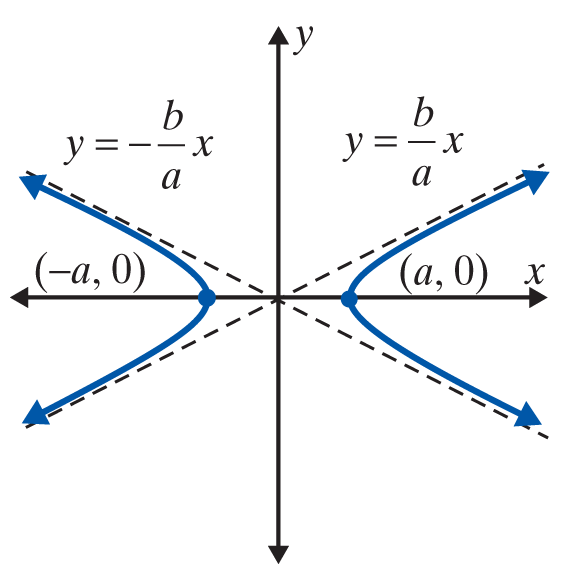 y
y = -b/a x
y = b/a x
(–a, 0)
(a, 0)
x